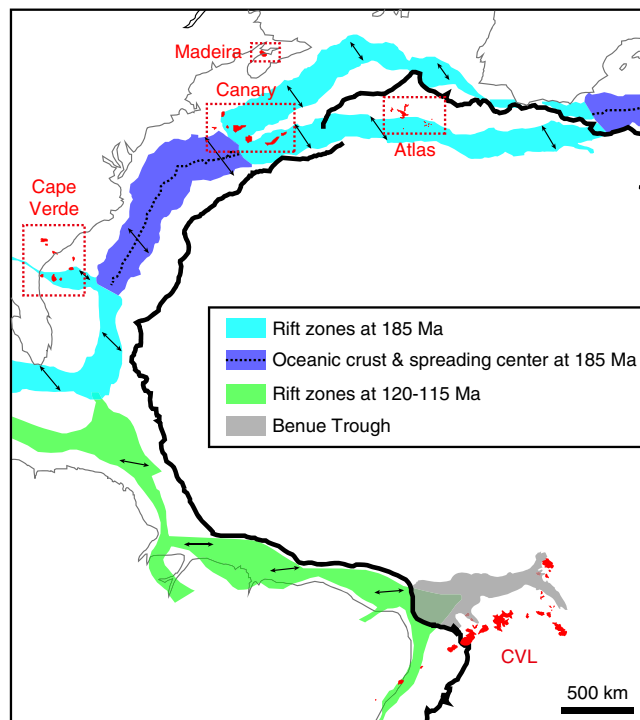 Madeira
Canary
Atlas
Cape
Verde
Rift zones at 185 Ma
Oceanic crust & spreading center at 185 Ma
Rift zones at 120-115 Ma
Benue Trough
CVL
500 km